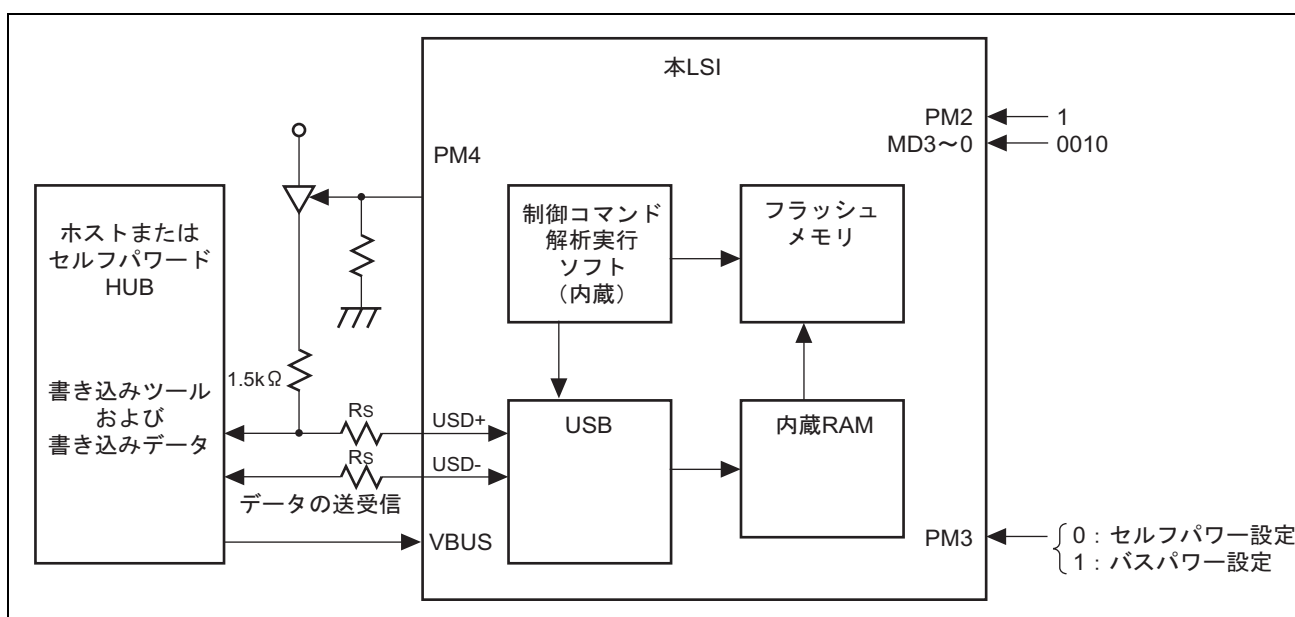 本LSI
PM2
1
MD3〜0
0010
PM4
ホストまたは
セルフパワード
HUB
制御コマンド
解析実行
ソフト
（内蔵）
フラッシュ
メモリ
1.5kΩ
書き込みツール
および
書き込みデータ
RS
USD+
USB
内蔵RAM
RS
USD-
データの送受信
VBUS
PM3
0：セルフパワー設定
1：バスパワー設定